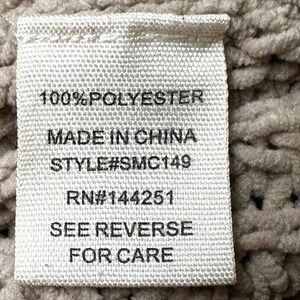 100%POLYESTER
MADE IN CHINA
STYLE#SMC149
RN#144251
SEE REVERSE
FOR CARE